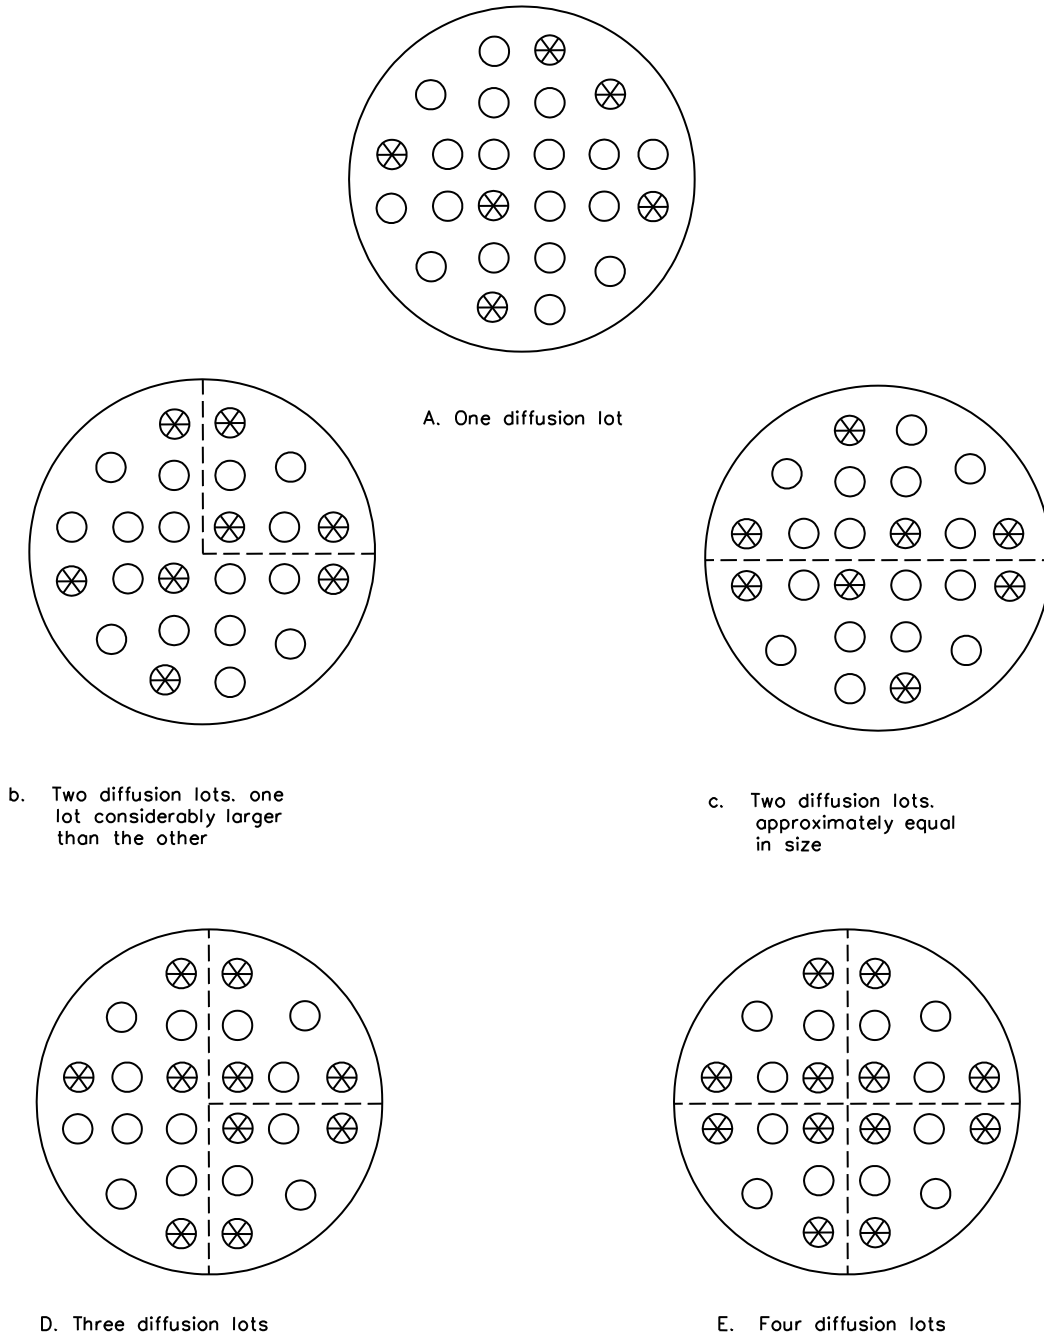 A. One diffusion lot
b. Two diffusion lots. one
lot considerably larger
than the other
c. Two diffusion lots.
approximately equal
in size
D. Three diffusion lots
E. Four diffusion lots